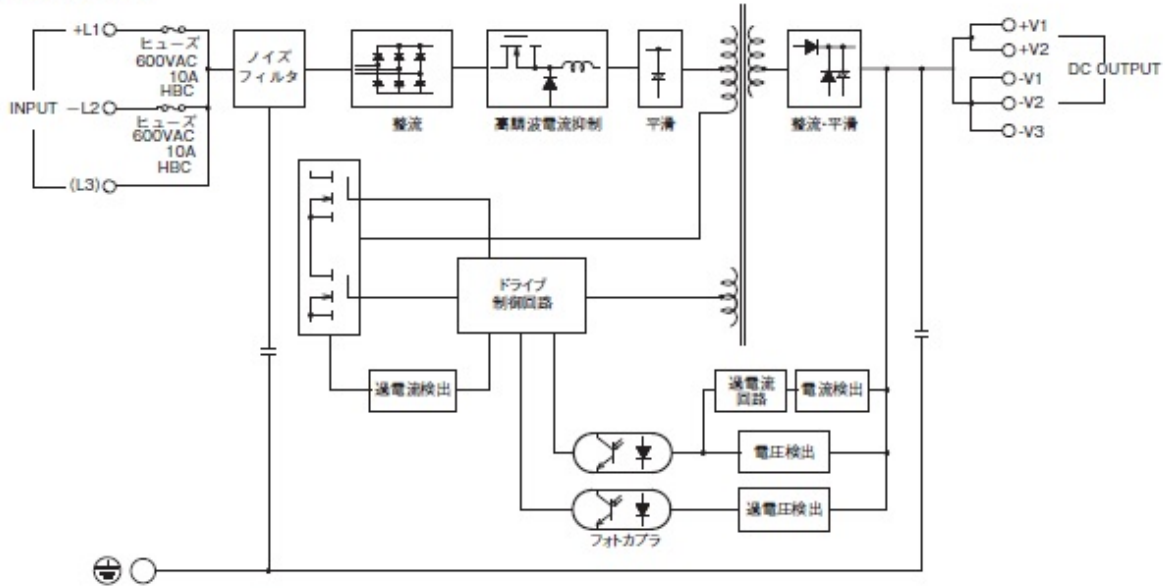 +L1
ヒューズ
600VAC
10A
HBC
INPUT
−L2
ヒューズ
600VAC
10A
HBC
(L3)
ノイズ
フィルタ
整流
高調波電流抑制
平滑
整流・平滑
+V1
+V2
-V1
-V2
-V3
DC OUTPUT
ドライブ
制御回路
過電流検出
過電流
回路
電流検出
電圧検出
過電圧検出
フォトカプラ